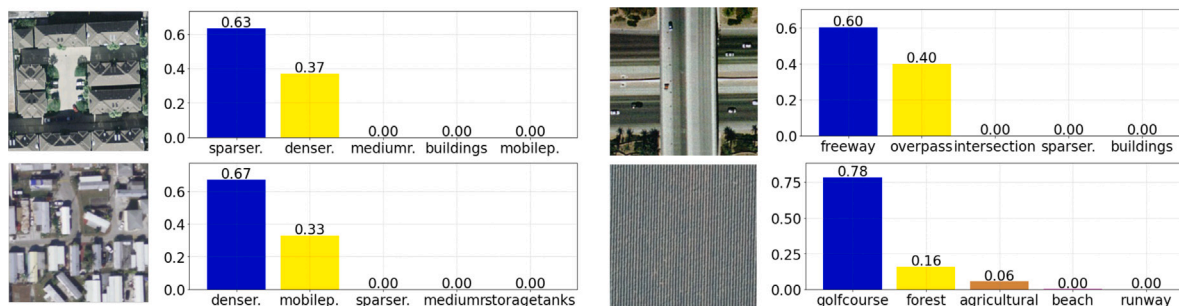 0.63
0.6
0.4
0.37
0.2
0.0
0.00
0.00
0.00
sparser.
denser.
mediumr.
buildings
mobilep.
0.60
0.6
0.40
0.4
0.2
0.0
0.00
0.00
0.00
freeway
overpass
intersection
sparser.
buildings
0.67
0.6
0.4
0.33
0.2
0.0
0.00
0.00
0.00
denser.
mobilep.
sparser.
mediumr.
storagetanks
0.78
0.75
0.50
0.25
0.16
0.06
0.00
0.00
0.00
golfcourse
forest
agricultural
beach
runway